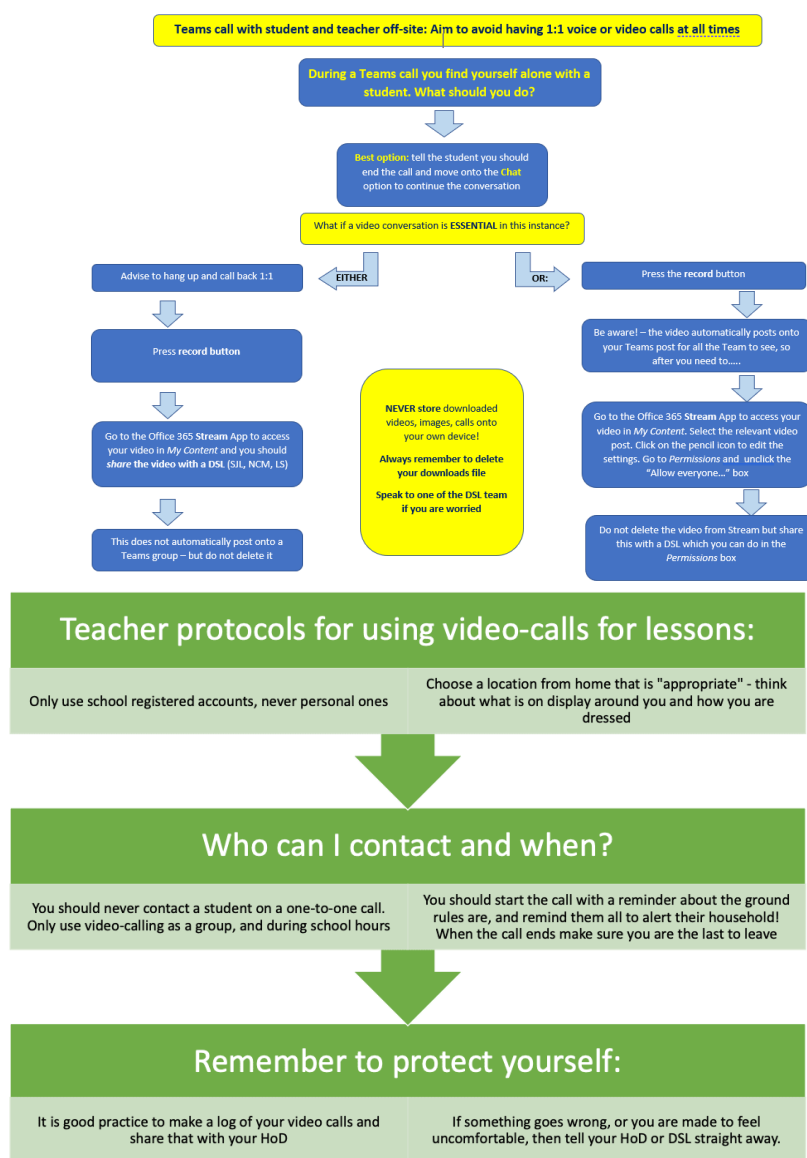 Teams call with student and teacher off-site: Aim to avoid having 1:1 voice or video calls at all times
During a Teams call you find yourself alone with a
student. What should you do?
Best option: tell the student you should
end the call and move onto the Chat
option to continue the conversation
What if a video conversation is ESSENTIAL in this instance?
EITHER
OR:
Advise to hang up and call back 1:1
Press record button
Go to the Office 365 Stream App to access
your video in My Content and you should
share the video with a DSL (SJL, NCM, LS)
This does not automatically post onto a
Teams group – but do not delete it
NEVER store downloaded
videos, images, calls onto
your own device!
Always remember to delete
your downloads file
Speak to one of the DSL team
if you are worried
Press the record button
Be aware! – the video automatically posts onto
your Teams post for all the Team to see, so
after you need to…..
Go to the Office 365 Stream App to access your
video in My Content. Select the relevant video
post. Click on the pencil icon to edit the
settings. Go to Permissions and unclick the
“Allow everyone…” box
Do not delete the video from Stream but share
this with a DSL which you can do in the
Permissions box
Teacher protocols for using video-calls for lessons:
Only use school registered accounts, never personal ones
Choose a location from home that is "appropriate" - think
about what is on display around you and how you are
dressed
Who can I contact and when?
You should never contact a student on a one-to-one call.
Only use video-calling as a group, and during school hours
You should start the call with a reminder about the ground
rules are, and remind them all to alert their household!
When the call ends make sure you are the last to leave
Remember to protect yourself:
It is good practice to make a log of your video calls and
share that with your HoD
If something goes wrong, or you are made to feel
uncomfortable, then tell your HoD or DSL straight away.